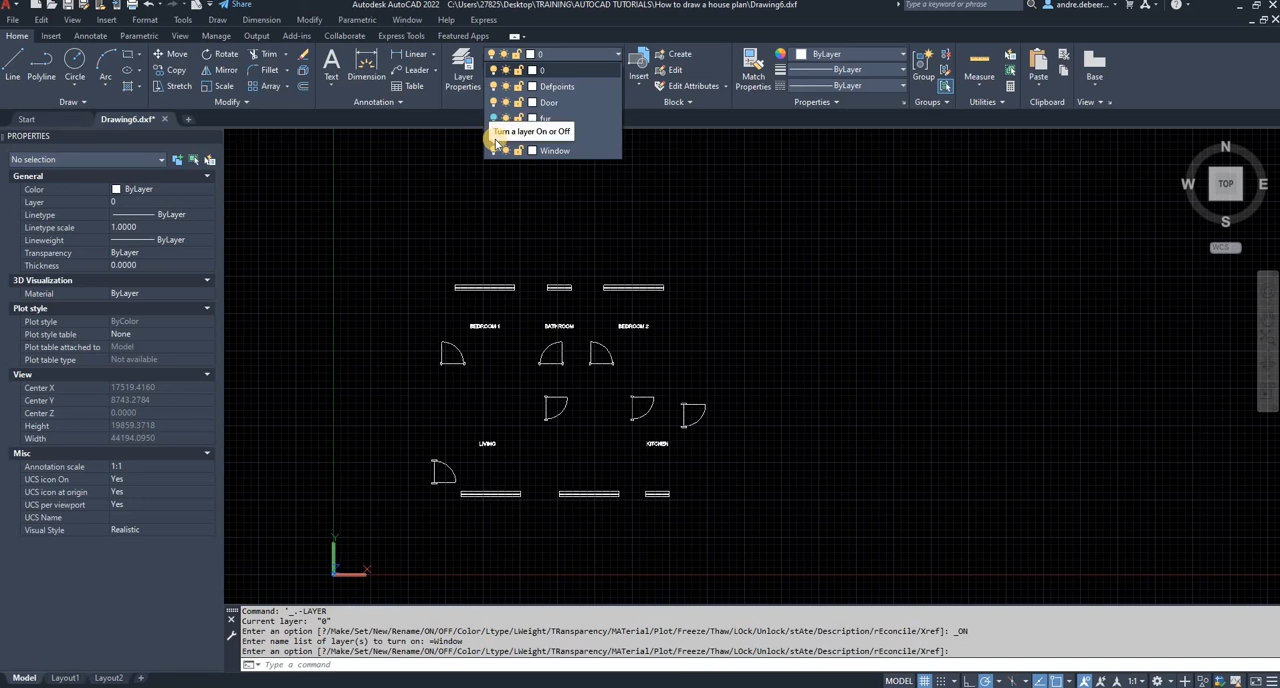 Share
Autodesk AutoCAD 2022 C:\Users\27825\Desktop\TRAINING\AUTOCAD TUTORIALS\How to draw a house plan\Drawing6.dxf
Type a keyword or phrase
andre.debeer...
Home Insert Annotate Parametric View Manage Output Add-ins Collaborate Express Tools Featured Apps
File Edit View Insert Format Tools Draw Dimension Modify Parametric Window Help Express
Line Polyline Circle Arc
Draw
Move Rotate Trim
Copy Mirror Fillet
Stretch Scale Array
Modify
Text Dimension
Linear
Leader
Table
Annotation
Layer Properties
0
0
Defpoints
Door
fur
Turn a layer On or Off
Window
Insert
Create
Edit
Edit Attributes
Block
Match Properties
ByLayer
ByLayer
ByLayer
Properties
Group
Groups
Measure
Utilities
Paste
Clipboard
Base
View
Start
Drawing6.dxf*
PROPERTIES
No selection
General
Color ByLayer
Layer 0
Linetype ByLayer
Linetype scale 1.0000
Lineweight ByLayer
Transparency ByLayer
Thickness 0.0000
3D Visualization
Material ByLayer
Plot style
Plot style ByColor
Plot style table None
Plot table attached to Model
Plot table type Not available
View
Center X 17519.4160
Center Y 8743.2784
Center Z 0.0000
Height 19859.3718
Width 44194.0950
Misc
Annotation scale 1:1
UCS icon On Yes
UCS icon at origin Yes
UCS per viewport Yes
UCS Name
Visual Style Realistic
N
W TOP E
S
WCS
BEDROOM 1 BATHROOM BEDROOM 2
LIVING KITCHEN
Y
X
Command: '_.-LAYER
Current layer: "0"
Enter an option [?/Make/Set/New/Rename/ON/OFF/Color/Ltype/LWeight/TRansparency/MATerial/Plot/Freeze/Thaw/LOck/Unlock/stAte/Description/rEconcile/Xref]: _ON
Enter name list of layer(s) to turn on: =Window
Enter an option [?/Make/Set/New/Rename/ON/OFF/Color/Ltype/LWeight/TRansparency/MATerial/Plot/Freeze/Thaw/LOck/Unlock/stAte/Description/rEconcile/Xref]:
Type a command
Model Layout1 Layout2 +
MODEL
1:1